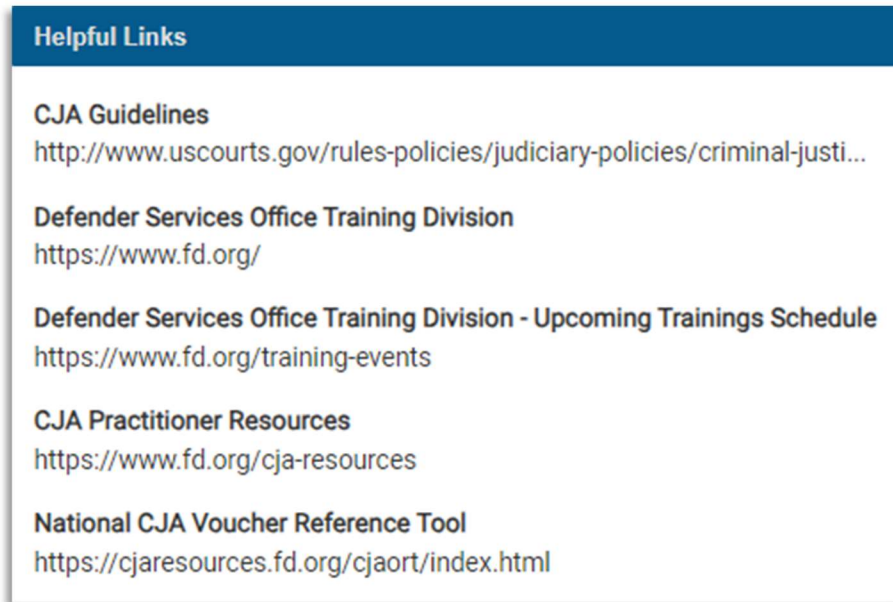 Helpful Links
CJA Guidelines
http://www.uscourts.gov/rules-policies/judiciary-policies/criminal-justi...
Defender Services Office Training Division
https://www.fd.org/
Defender Services Office Training Division - Upcoming Trainings Schedule
https://www.fd.org/training-events
CJA Practitioner Resources
https://www.fd.org/cja-resources
National CJA Voucher Reference Tool
https://cjaresources.fd.org/cjaort/index.html